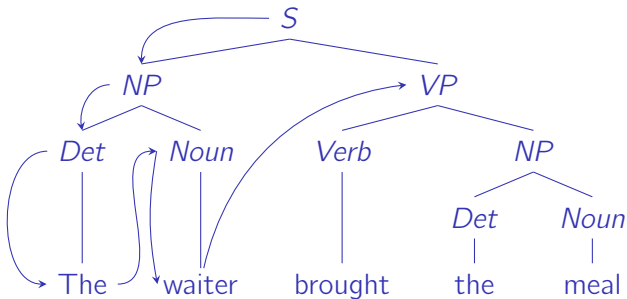 S
NP VP
Det Noun Verb NP
Det Noun
The waiter brought the meal